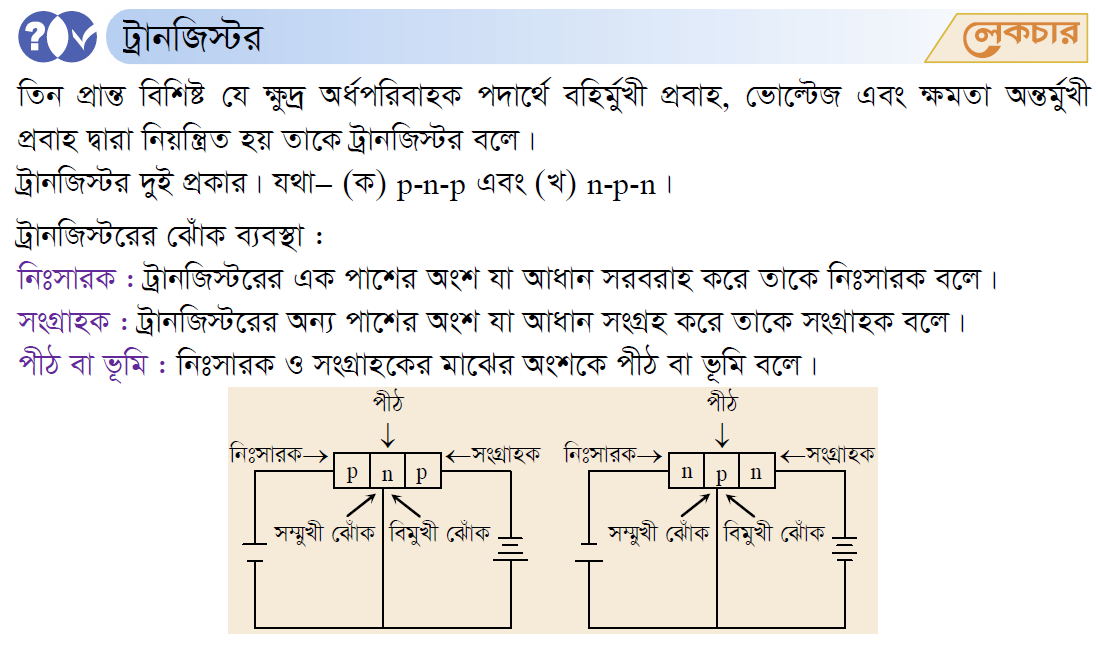 ট্রানজিস্টর
লেকচার
তিন প্রান্ত বিশিষ্ট যে ক্ষুদ্র অর্ধপরিবাহক পদার্থে বহির্মুখী প্রবাহ, ভোল্টেজ এবং ক্ষমতা অন্তর্মুখী
প্রবাহ দ্বারা নিয়ন্ত্রিত হয় তাকে ট্রানজিস্টর বলে।
ট্রানজিস্টর দুই প্রকার। যথা– (ক) p-n-p এবং (খ) n-p-n।
ট্রানজিস্টরের ঝোঁক ব্যবস্থা :
নিঃসারক : ট্রানজিস্টরের এক পাশের অংশ যা আধান সরবরাহ করে তাকে নিঃসারক বলে।
সংগ্রাহক : ট্রানজিস্টরের অন্য পাশের অংশ যা আধান সংগ্রহ করে তাকে সংগ্রাহক বলে।
পীঠ বা ভূমি : নিঃসারক ও সংগ্রাহকের মাঝের অংশকে পীঠ বা ভূমি বলে।
পীঠ
নিঃসারক→ ←সংগ্রাহক
p n p
সম্মুখী ঝোঁক বিমুখী ঝোঁক
পীঠ
নিঃসারক→ ←সংগ্রাহক
n p n
সম্মুখী ঝোঁক বিমুখী ঝোঁক